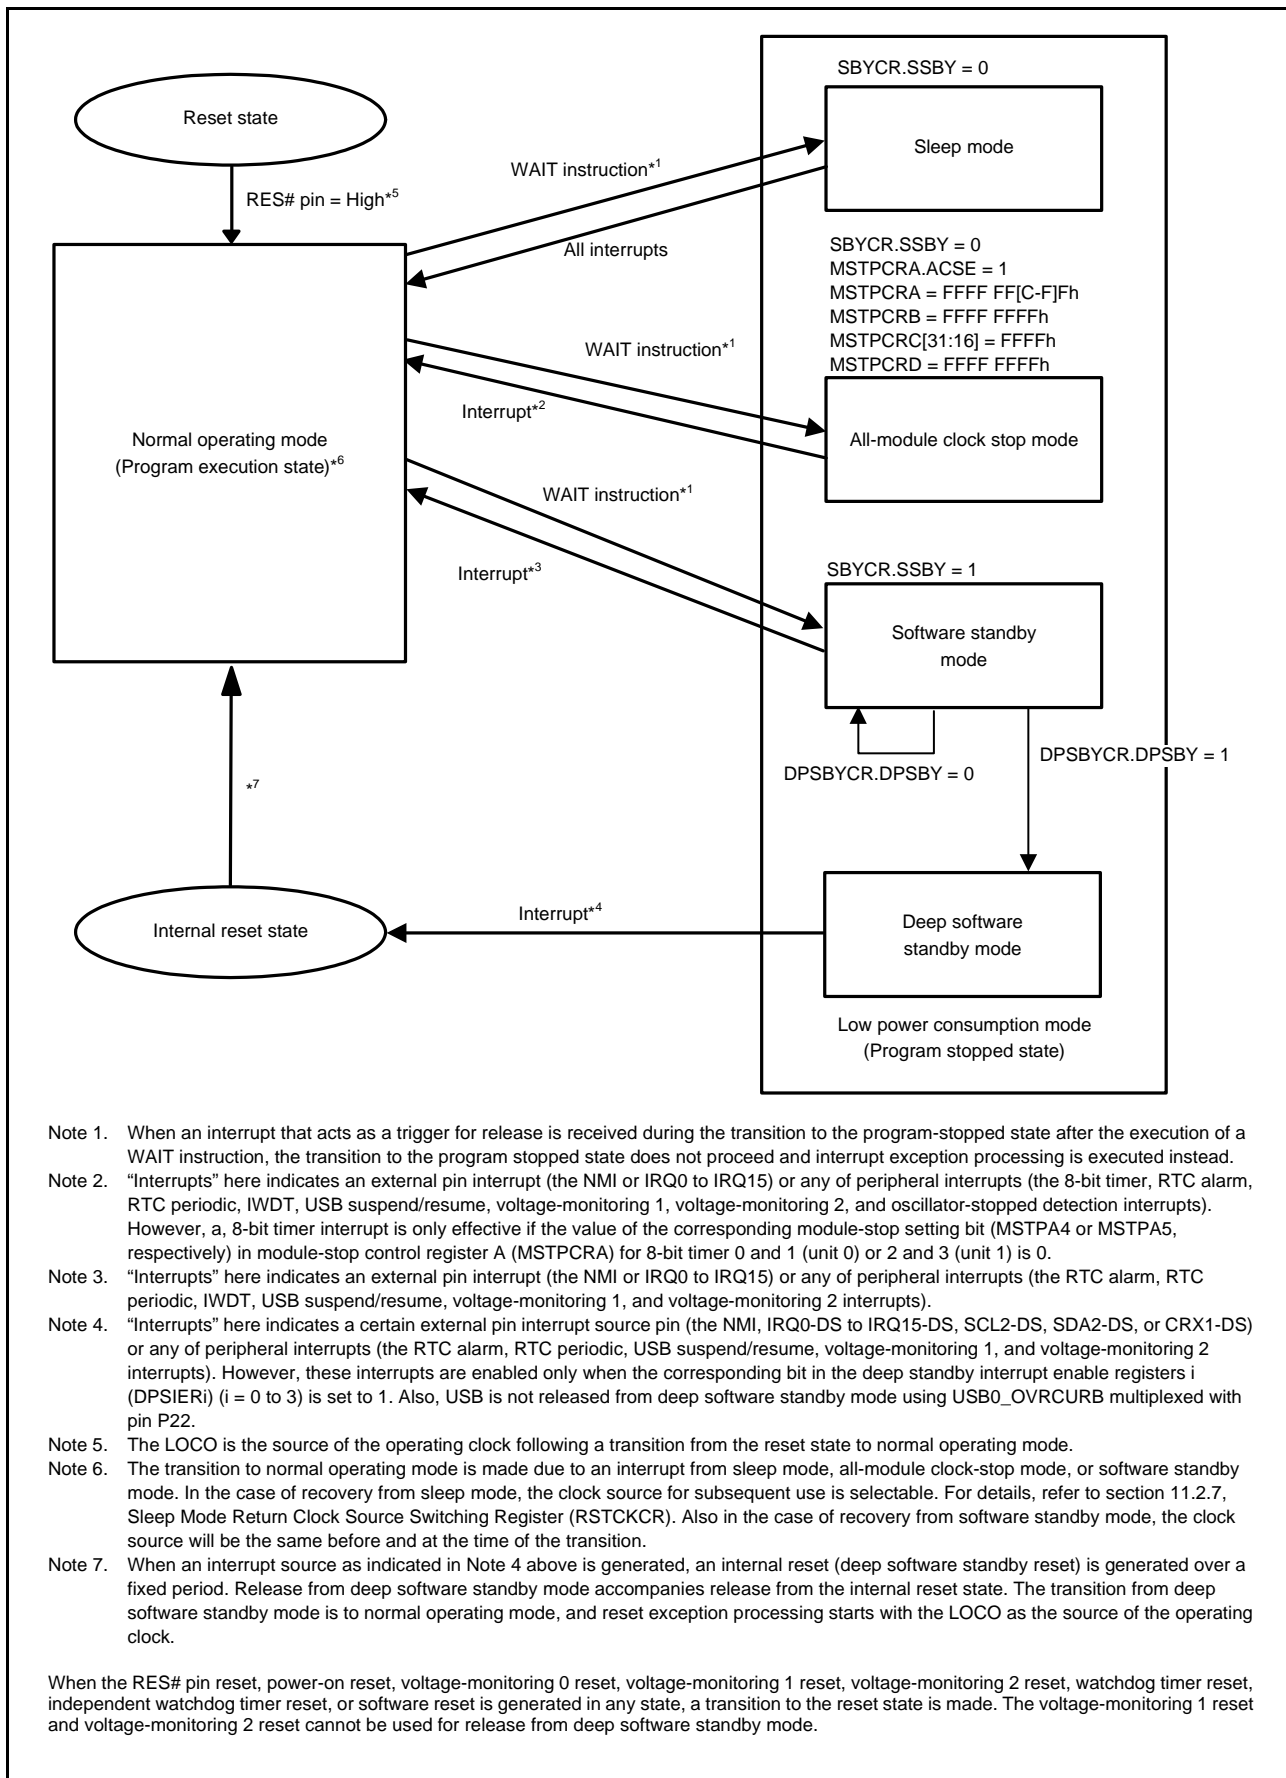 SBYCR.SSBY = 0
Reset state
Sleep mode
WAIT instruction*1
RES# pin = High*5
All interrupts
SBYCR.SSBY = 0
MSTPCRA.ACSE = 1
MSTPCRA = FFFF FF[C-F]Fh
MSTPCRB = FFFF FFFFh
MSTPCRC[31:16] = FFFFh
MSTPCRD = FFFF FFFFh
WAIT instruction*1
Interrupt*2
Normal operating mode
(Program execution state)*6
All-module clock stop mode
WAIT instruction*1
Interrupt*3
SBYCR.SSBY = 1
Software standby
mode
DPSBYCR.DPSBY = 1
DPSBYCR.DPSBY = 0
*7
Interrupt*4
Internal reset state
Deep software
standby mode
Low power consumption mode
(Program stopped state)
Note 1. When an interrupt that acts as a trigger for release is received during the transition to the program-stopped state after the execution of a
WAIT instruction, the transition to the program stopped state does not proceed and interrupt exception processing is executed instead.
Note 2. “Interrupts” here indicates an external pin interrupt (the NMI or IRQ0 to IRQ15) or any of peripheral interrupts (the 8-bit timer, RTC alarm,
RTC periodic, IWDT, USB suspend/resume, voltage-monitoring 1, voltage-monitoring 2, and oscillator-stopped detection interrupts).
However, a, 8-bit timer interrupt is only effective if the value of the corresponding module-stop setting bit (MSTPA4 or MSTPA5,
respectively) in module-stop control register A (MSTPCRA) for 8-bit timer 0 and 1 (unit 0) or 2 and 3 (unit 1) is 0.
Note 3. “Interrupts” here indicates an external pin interrupt (the NMI or IRQ0 to IRQ15) or any of peripheral interrupts (the RTC alarm, RTC
periodic, IWDT, USB suspend/resume, voltage-monitoring 1, and voltage-monitoring 2 interrupts).
Note 4. “Interrupts” here indicates a certain external pin interrupt source pin (the NMI, IRQ0-DS to IRQ15-DS, SCL2-DS, SDA2-DS, or CRX1-DS)
or any of peripheral interrupts (the RTC alarm, RTC periodic, USB suspend/resume, voltage-monitoring 1, and voltage-monitoring 2
interrupts). However, these interrupts are enabled only when the corresponding bit in the deep standby interrupt enable registers i
(DPSIERi) (i = 0 to 3) is set to 1. Also, USB is not released from deep software standby mode using USB0_OVRCURB multiplexed with
pin P22.
Note 5. The LOCO is the source of the operating clock following a transition from the reset state to normal operating mode.
Note 6. The transition to normal operating mode is made due to an interrupt from sleep mode, all-module clock-stop mode, or software standby
mode. In the case of recovery from sleep mode, the clock source for subsequent use is selectable. For details, refer to section 11.2.7,
Sleep Mode Return Clock Source Switching Register (RSTCKCR). Also in the case of recovery from software standby mode, the clock
source will be the same before and at the time of the transition.
Note 7. When an interrupt source as indicated in Note 4 above is generated, an internal reset (deep software standby reset) is generated over a
fixed period. Release from deep software standby mode accompanies release from the internal reset state. The transition from deep
software standby mode is to normal operating mode, and reset exception processing starts with the LOCO as the source of the operating
clock.
When the RES# pin reset, power-on reset, voltage-monitoring 0 reset, voltage-monitoring 1 reset, voltage-monitoring 2 reset, watchdog timer reset,
independent watchdog timer reset, or software reset is generated in any state, a transition to the reset state is made. The voltage-monitoring 1 reset
and voltage-monitoring 2 reset cannot be used for release from deep software standby mode.